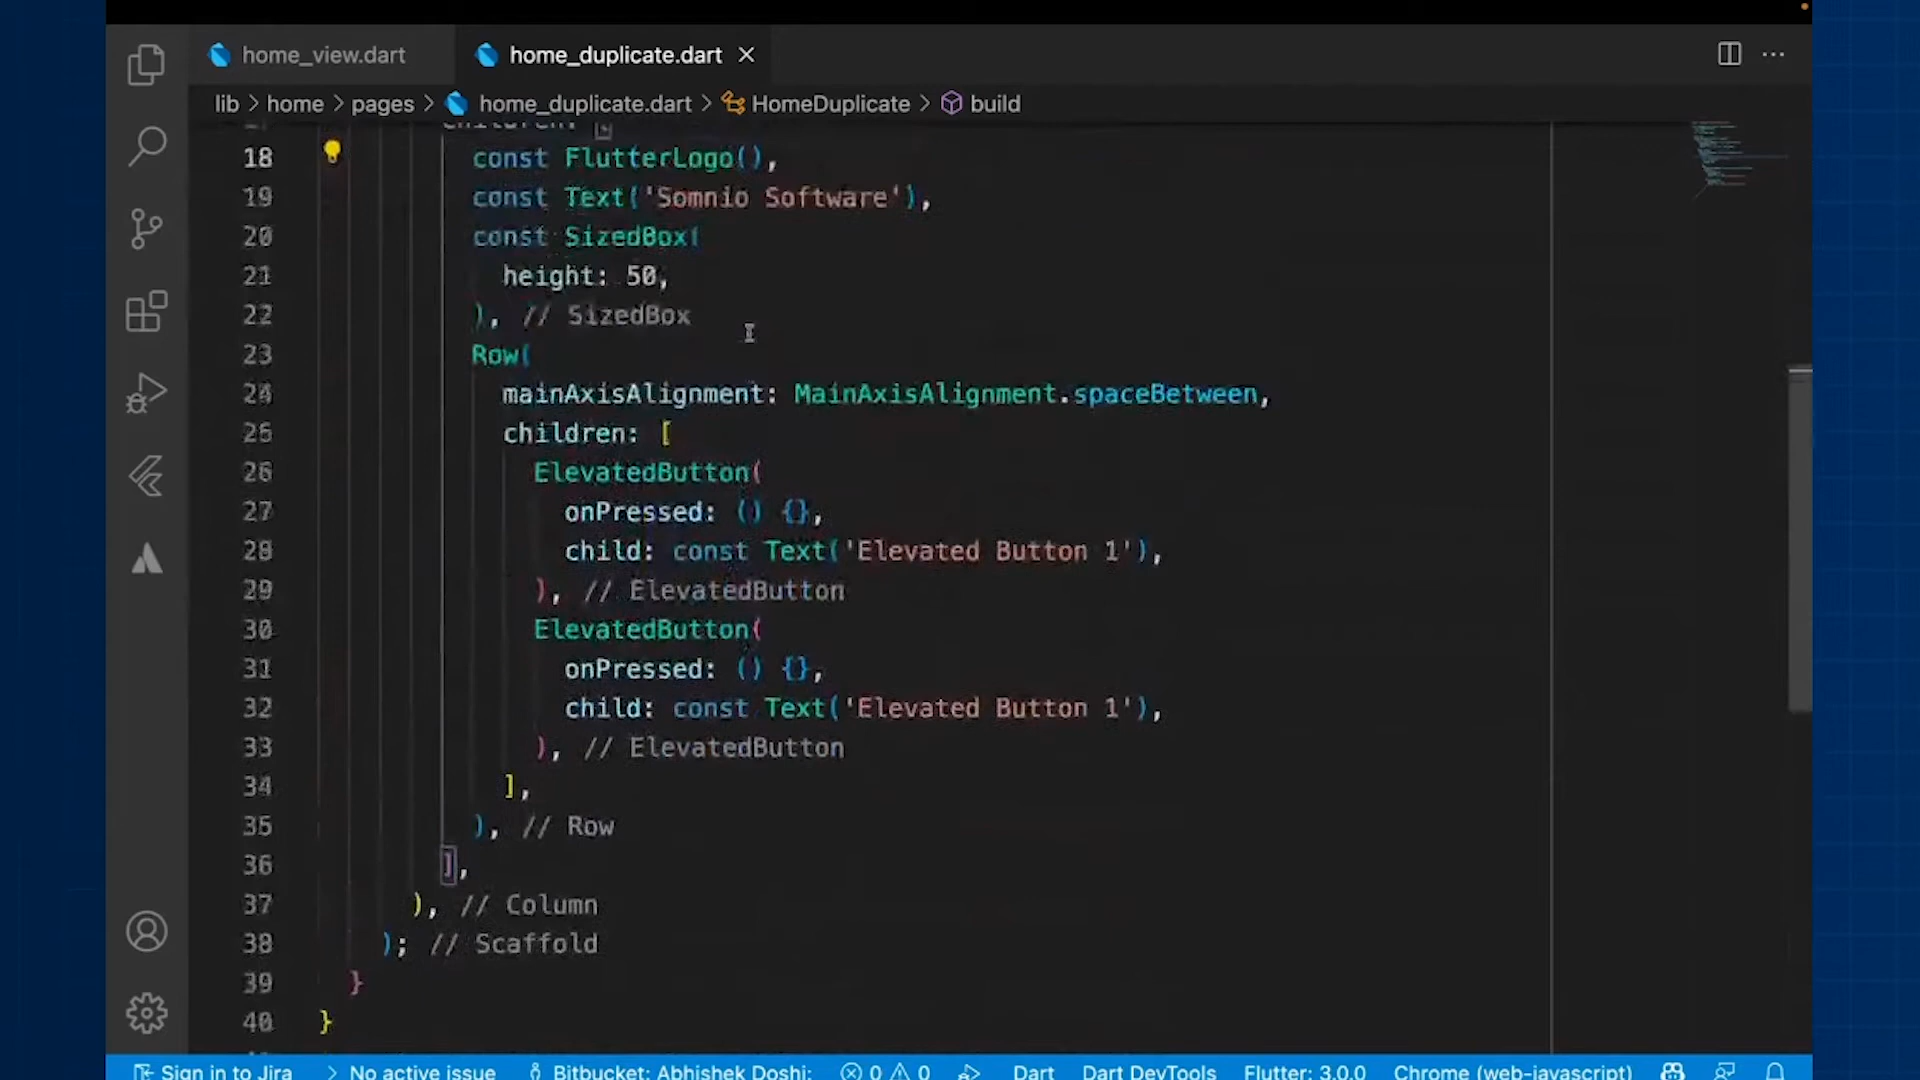 home_view.dart
home_duplicate.dart
lib > home > pages > home_duplicate.dart > HomeDuplicate > build
children: [
18 const FlutterLogo(),
19 const Text('Somnio Software'),
20 const SizedBox(
21 height: 50,
22 ), // SizedBox
23 Row(
24 mainAxisAlignment: MainAxisAlignment.spaceBetween,
25 children: [
26 ElevatedButton(
27 onPressed: () {},
28 child: const Text('Elevated Button 1'),
29 ), // ElevatedButton
30 ElevatedButton(
31 onPressed: () {},
32 child: const Text('Elevated Button 1'),
33 ), // ElevatedButton
34 ],
35 ), // Row
36 ],
37 ), // Column
38 ); // Scaffold
39 }
40 }
Sign in to Jira No active issue Bitbucket: Abhishek Doshi: 0 0 Dart Dart DevTools Flutter: 3.0.0 Chrome (web-javascript)